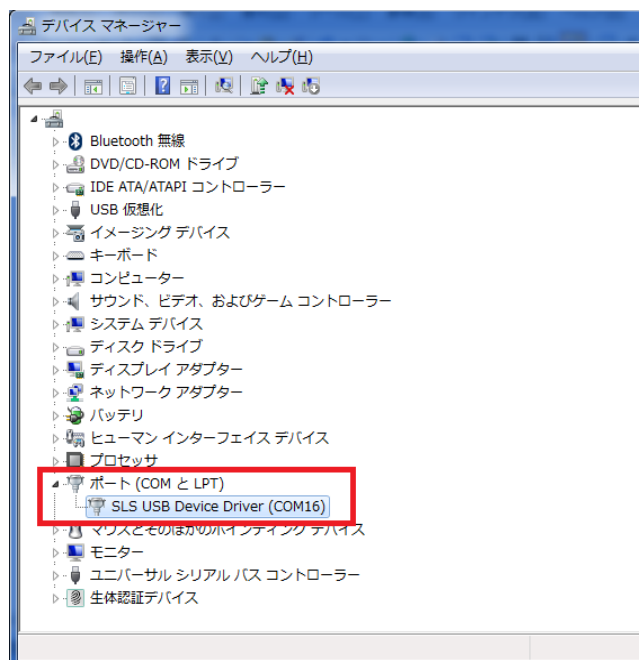 デバイス マネージャー
ファイル(F) 操作(A) 表示(V) ヘルプ(H)
Bluetooth 無線
DVD/CD-ROM ドライブ
IDE ATA/ATAPI コントローラー
USB 仮想化
イメージング デバイス
キーボード
コンピューター
サウンド、ビデオ、およびゲーム コントローラー
システム デバイス
ディスク ドライブ
ディスプレイ アダプター
ネットワーク アダプター
バッテリ
ヒューマン インターフェイス デバイス
プロセッサ
ポート (COM と LPT)
SLS USB Device Driver (COM16)
マウスとそのほかのポインティング デバイス
モニター
ユニバーサル シリアル バス コントローラー
生体認証デバイス